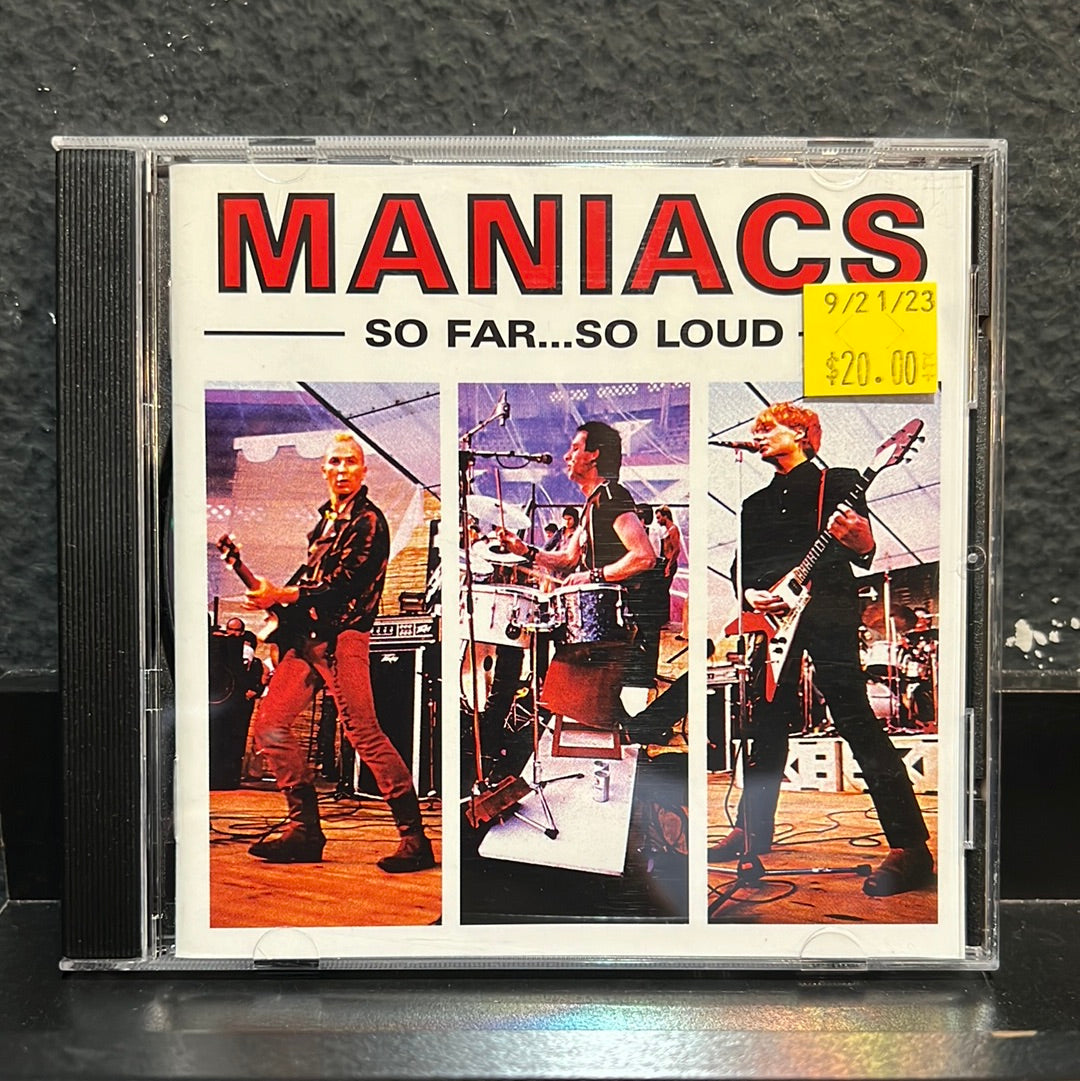 MANIACS
SO FAR...SO LOUD
9/21/23
$20.00